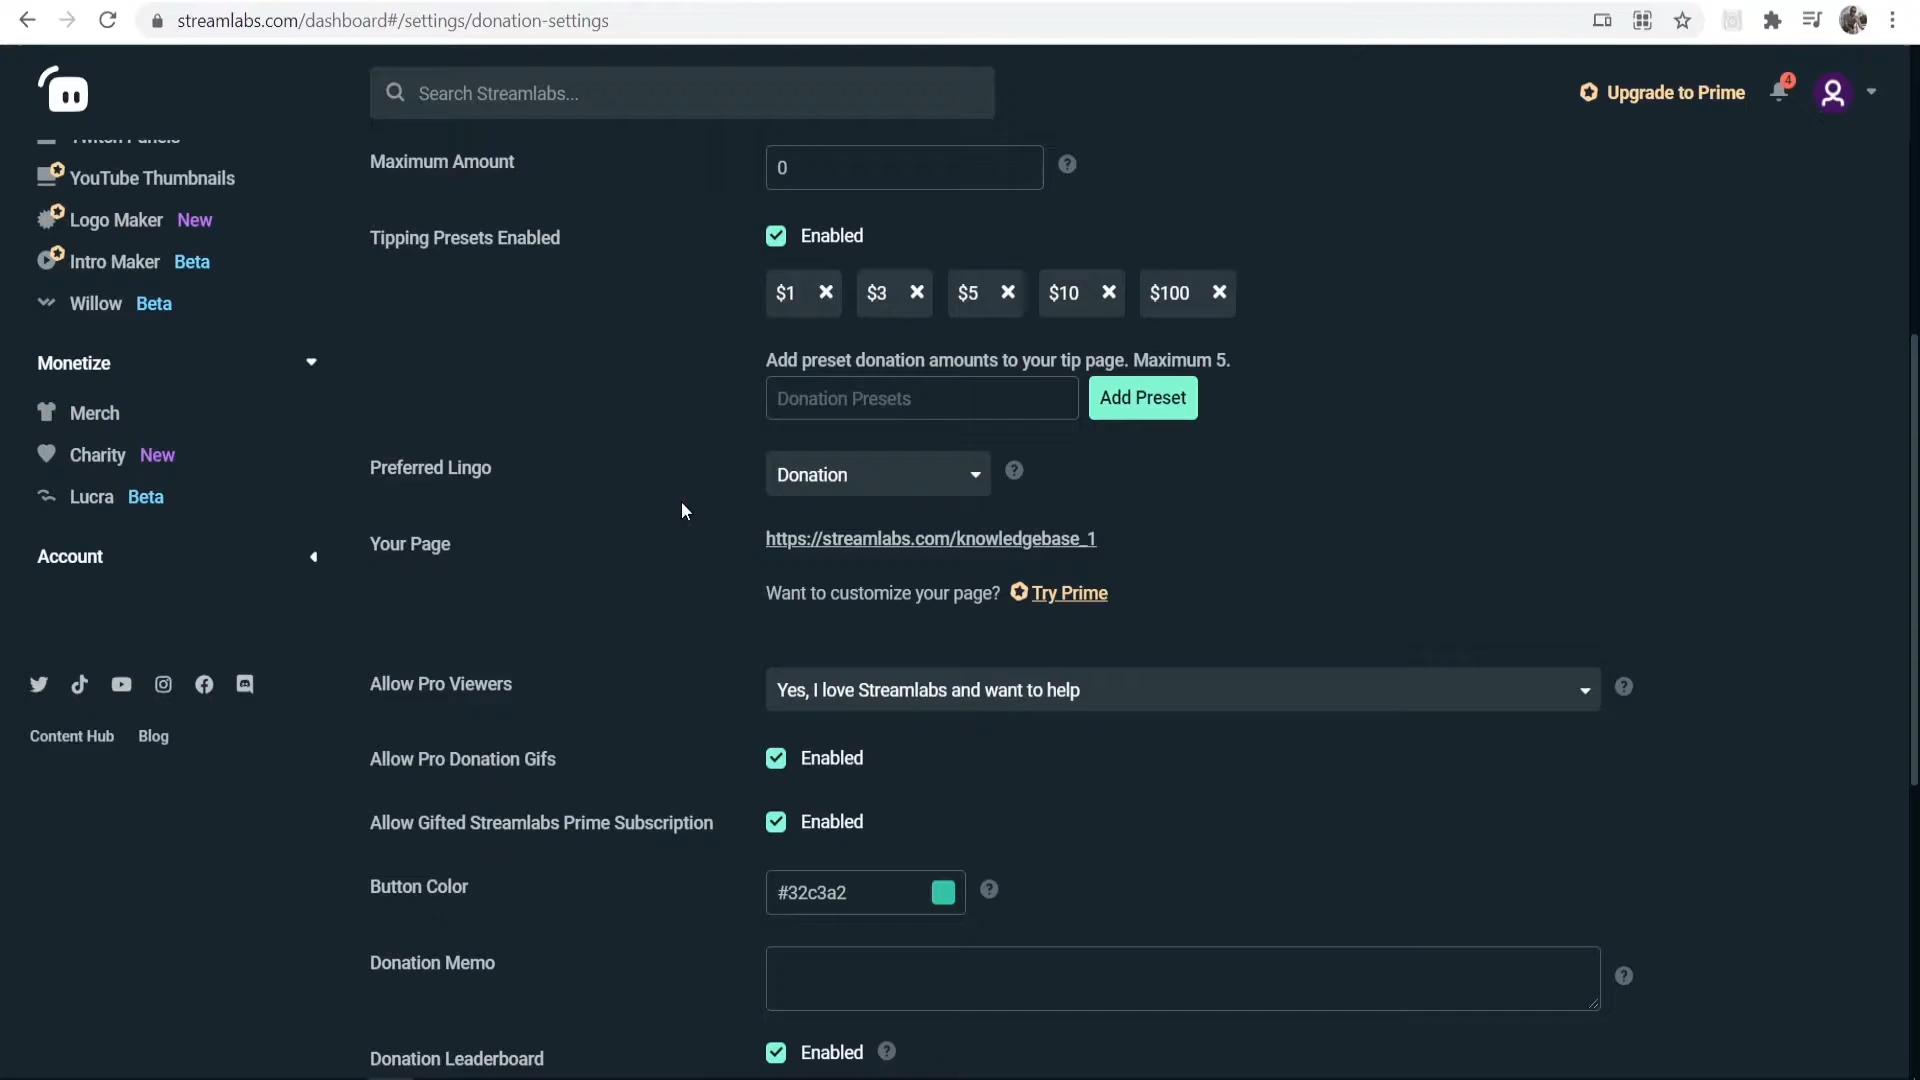 streamlabs.com/dashboard#/settings/donation-settings
Search Streamlabs...
Upgrade to Prime
4
Twitch Panels
YouTube Thumbnails
Logo Maker New
Intro Maker Beta
Willow Beta
Monetize
Merch
Charity New
Lucra Beta
Account
Content Hub Blog
Maximum Amount
0
Tipping Presets Enabled
Enabled
$1 $3 $5 $10 $100
Add preset donation amounts to your tip page. Maximum 5.
Donation Presets
Add Preset
Preferred Lingo
Donation
Your Page
https://streamlabs.com/knowledgebase_1
Want to customize your page? Try Prime
Allow Pro Viewers
Yes, I love Streamlabs and want to help
Allow Pro Donation Gifs
Enabled
Allow Gifted Streamlabs Prime Subscription
Enabled
Button Color
#32c3a2
Donation Memo
Donation Leaderboard
Enabled